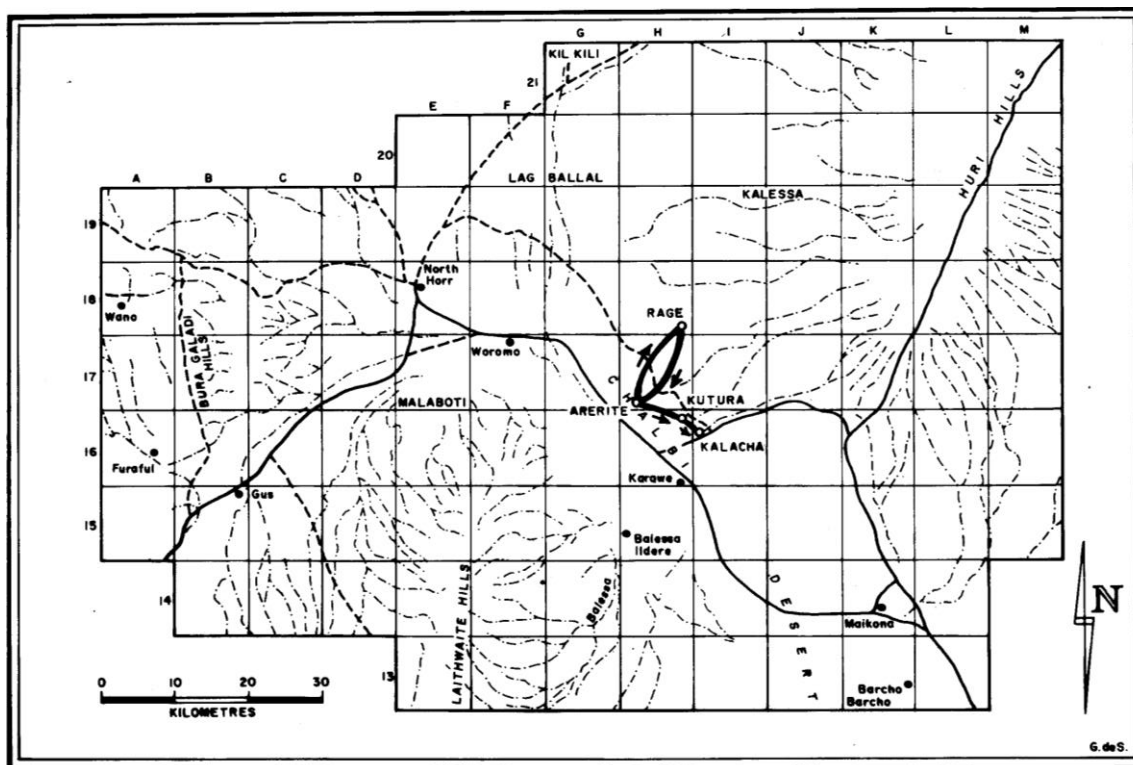 G H I J K L M
KIL KILI
21
E F
HURI HILLS
20
A B C D
LAG BALLAL
KALESSA
19
North
Horr
18
Wano
BURA GALADI
HILLS
RAGE
Woromo
17
MALABOTI
CHALBI
ARERITE
KUTURA
KALACHA
16
Furaful
Gus
Karawe
15
Balessa
Ildere
DESERT
14
Balessa
Maikona
N
LAITHWAITE HILLS
13
0 10 20 30
KILOMETRES
Barcho
Barcho
G.deS.